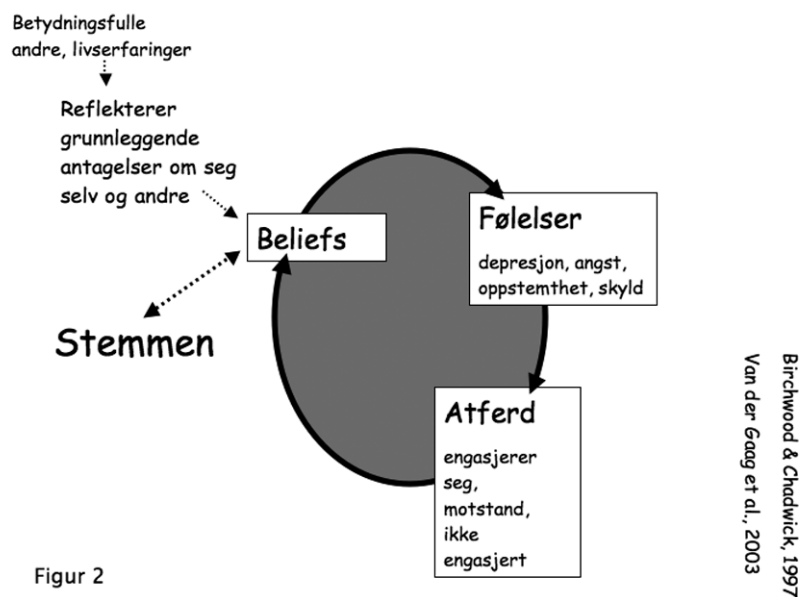 Betydningsfulle
andre, livserfaringer
Reflekterer
grunnleggende
antagelser om seg
selv og andre
Beliefs
Stemmen
Følelser
depresjon, angst,
oppstemthet, skyld
Atferd
engasjerer
seg,
motstand,
ikke
engasjert
Birchwood & Chadwick, 1997
Van der Gaag et al., 2003
Figur 2